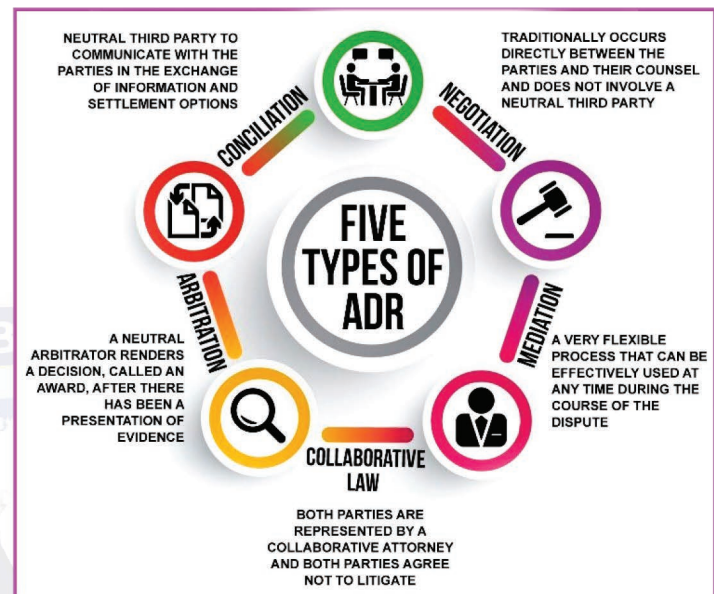 NEUTRAL THIRD PARTY TO
COMMUNICATE WITH THE
PARTIES IN THE EXCHANGE
OF INFORMATION AND
SETTLEMENT OPTIONS
TRADITIONALLY OCCURS
DIRECTLY BETWEEN THE
PARTIES AND THEIR COUNSEL
AND DOES NOT INVOLVE A
NEUTRAL THIRD PARTY
CONCILIATION
NEGOTIATION
FIVE
TYPES OF
ADR
ARBITRATION
MEDIATION
A NEUTRAL
ARBITRATOR RENDERS
A DECISION, CALLED AN
AWARD, AFTER THERE
HAS BEEN A
PRESENTATION OF
EVIDENCE
A VERY FLEXIBLE
PROCESS THAT CAN BE
EFFECTIVELY USED AT
ANY TIME DURING THE
COURSE OF THE
DISPUTE
COLLABORATIVE
LAW
BOTH PARTIES ARE
REPRESENTED BY A
COLLABORATIVE ATTORNEY
AND BOTH PARTIES AGREE
NOT TO LITIGATE